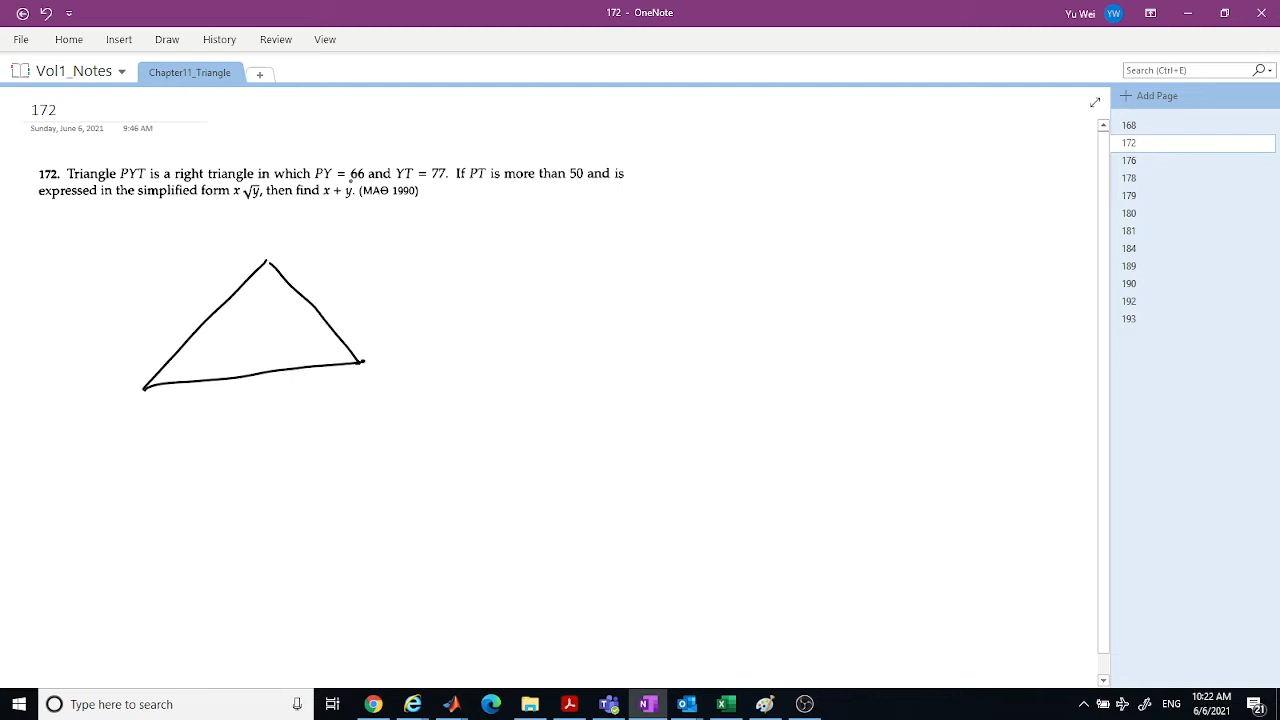 172 - OneNote
Yu Wei YW
File Home Insert Draw History Review View
Vol1_Notes Chapter11_Triangle + Search (Ctrl+E)
172
Sunday, June 6, 2021 9:46 AM
172. Triangle PYT is a right triangle in which PY = 66 and YT = 77. If PT is more than 50 and is
expressed in the simplified form x √y, then find x + y. (MAΘ 1990)
+ Add Page
168
172
176
178
179
180
181
184
189
190
192
193
Type here to search
ENG
10:22 AM
6/6/2021
21